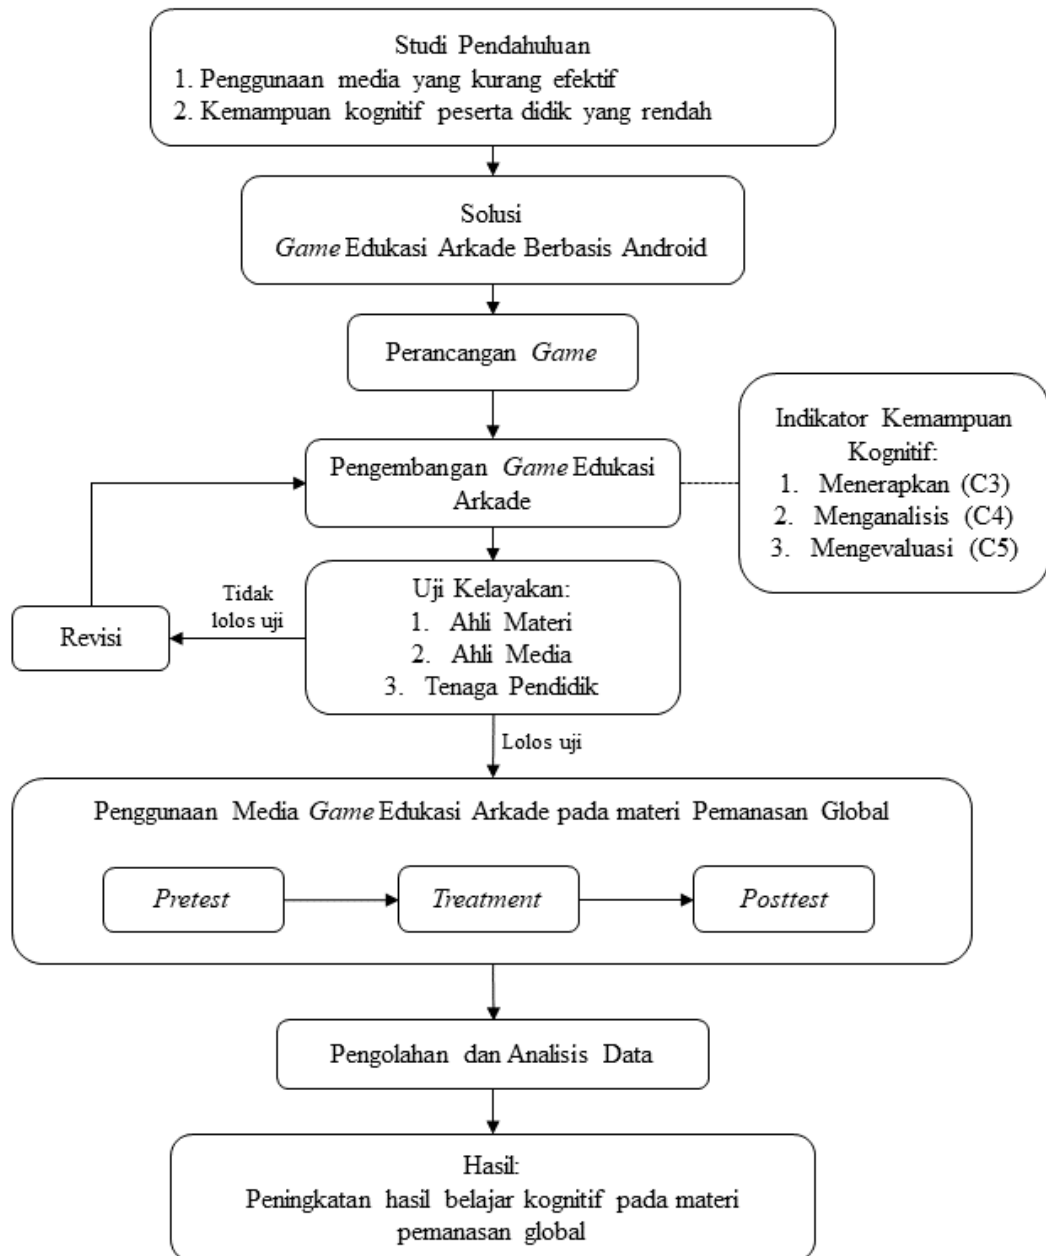 Studi Pendahuluan
1. Penggunaan media yang kurang efektif
2. Kemampuan kognitif peserta didik yang rendah
Solusi
Game Edukasi Arkade Berbasis Android
Perancangan Game
Pengembangan Game Edukasi
Arkade
Indikator Kemampuan
Kognitif:
1. Menerapkan (C3)
2. Menganalisis (C4)
3. Mengevaluasi (C5)
Uji Kelayakan:
1. Ahli Materi
2. Ahli Media
3. Tenaga Pendidik
Tidak
lolos uji
Revisi
Lolos uji
Penggunaan Media Game Edukasi Arkade pada materi Pemanasan Global
Pretest
Treatment
Posttest
Pengolahan dan Analisis Data
Hasil:
Peningkatan hasil belajar kognitif pada materi
pemanasan global